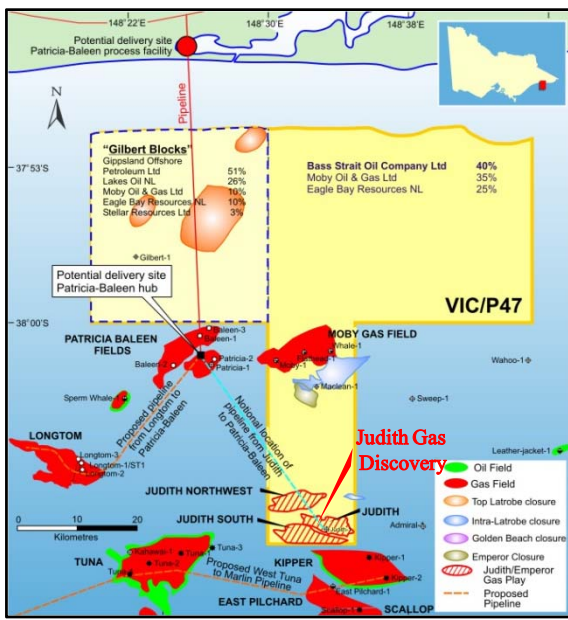 148°22'
148°30'
148°38'
Potential delivery site
Patricia-Baleen process facility
Pipeline
N
37°53'
"Gilbert Blocks"
Gippsland Offshore
Petroleum Ltd 51%
Lakes Oil NL 26%
Moby Oil & Gas Ltd 10%
Eagle Bay Resources NL 10%
Stellar Resources Ltd 3%
Bass Strait Oil Company Ltd 40%
Moby Oil & Gas Ltd 35%
Eagle Bay Resources NL 25%
Gilbert-1
Potential delivery site
Patricia-Baleen hub
VIC/P47
38°00'
PATRICIA BALEEN
FIELDS
Baleen-3
Baleen-1
Baleen-2
Patricia-2
Patricia-1
MOBY GAS FIELD
Whale-1
Moby-1
Maclean-1
Wahoo-1
Sperm Whale-1
Sweep-1
Proposed pipeline
from Longtom to
Patricia-Baleen
Notional location of
pipeline from Judith
to Patricia-Baleen
LONGTOM
Longtom-3
Longtom-1/ST1
Longtom-2
Judith Gas
Discovery
Leather-jacket-1
JUDITH NORTHWEST
JUDITH
JUDITH SOUTH
Admiral-1
0 10 20
Kilometres
TUNA
Tuna-3
Tuna-1
Tuna-2
Proposed West Tuna
to Marlin Pipeline
KIPPER
Kipper-1
Kipper-2
East Pilchard-1
EAST PILCHARD
Scallop-1
SCALLOP
Oil Field
Gas Field
Top Latrobe closure
Intra-Latrobe closure
Golden Beach closure
Emperor Closure
Judith/Emperor
Gas Play
Proposed
Pipeline